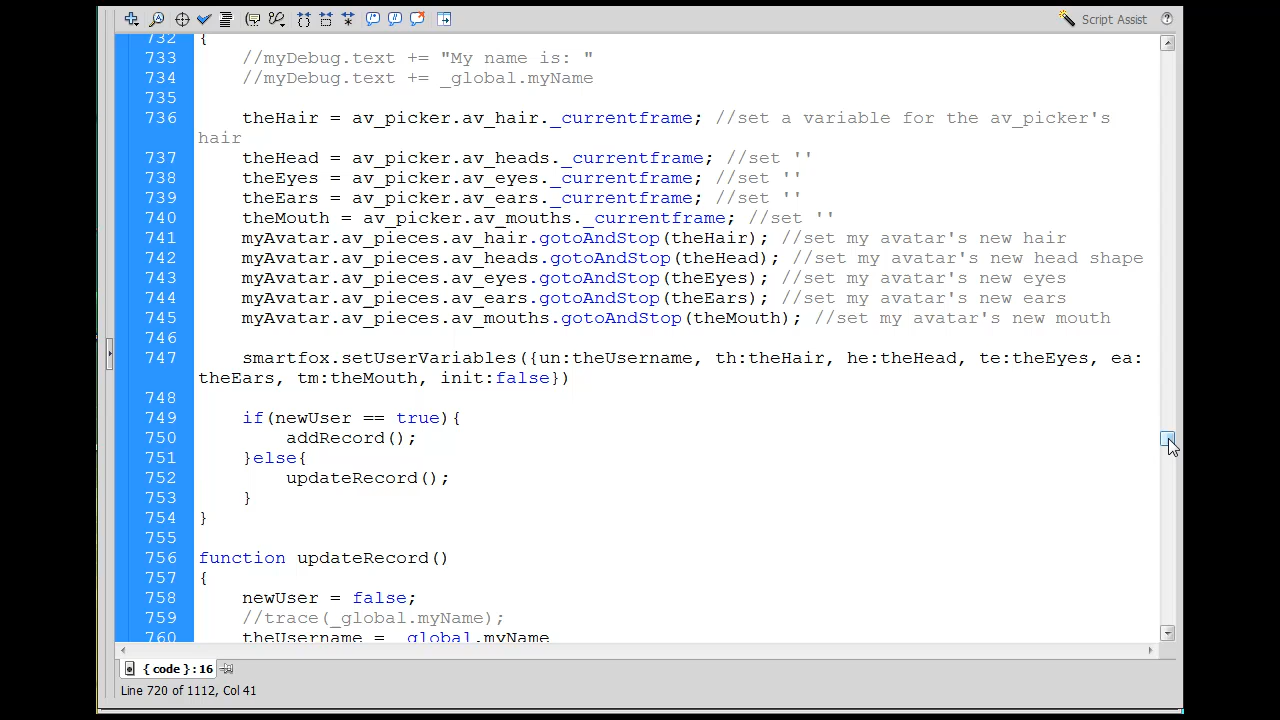 Script Assist
732 {
733 //myDebug.text += "My name is: "
734 //myDebug.text += _global.myName
735
736 theHair = av_picker.av_hair._currentframe; //set a variable for the av_picker's
hair
737 theHead = av_picker.av_heads._currentframe; //set ''
738 theEyes = av_picker.av_eyes._currentframe; //set ''
739 theEars = av_picker.av_ears._currentframe; //set ''
740 theMouth = av_picker.av_mouths._currentframe; //set ''
741 myAvatar.av_pieces.av_hair.gotoAndStop(theHair); //set my avatar's new hair
742 myAvatar.av_pieces.av_heads.gotoAndStop(theHead); //set my avatar's new head shape
743 myAvatar.av_pieces.av_eyes.gotoAndStop(theEyes); //set my avatar's new eyes
744 myAvatar.av_pieces.av_ears.gotoAndStop(theEars); //set my avatar's new ears
745 myAvatar.av_pieces.av_mouths.gotoAndStop(theMouth); //set my avatar's new mouth
746
747 smartfox.setUserVariables({un:theUsername, th:theHair, he:theHead, te:theEyes, ea:
theEars, tm:theMouth, init:false})
748
749 if(newUser == true){
750 addRecord();
751 }else{
752 updateRecord();
753 }
754 }
755
756 function updateRecord()
757 {
758 newUser = false;
759 //trace(_global.myName);
760 theUsername = _global.myName
{ code } : 16
Line 720 of 1112, Col 41